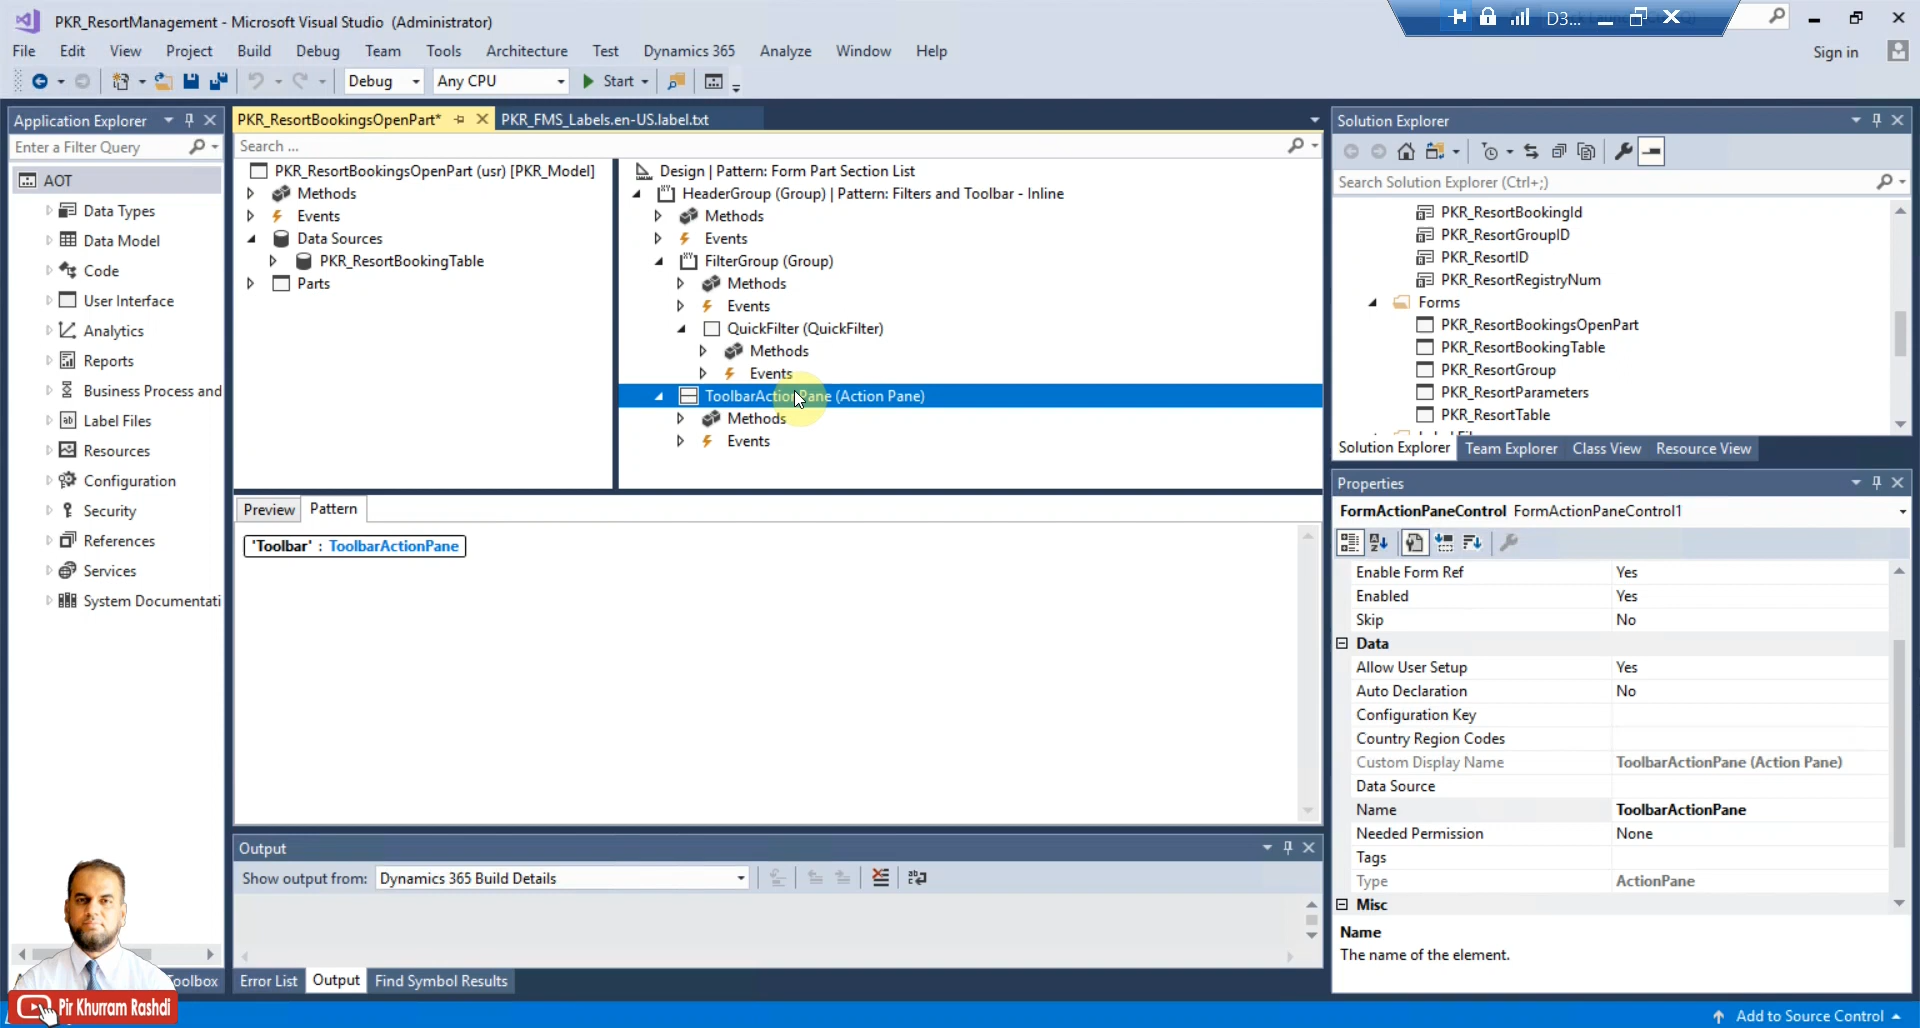 PKR_ResortManagement - Microsoft Visual Studio (Administrator)
D3...
File Edit View Project Build Debug Team Tools Architecture Test Dynamics 365 Analyze Window Help
Sign in
Debug Any CPU Start
Application Explorer
Enter a Filter Query
AOT
Data Types
Data Model
Code
User Interface
Analytics
Reports
Business Process and
Label Files
Resources
Configuration
Security
References
Services
System Documentati
oolbox
PKR_ResortBookingsOpenPart* PKR_FMS_Labels.en-US.label.txt
Search ...
PKR_ResortBookingsOpenPart (usr) [PKR_Model]
Methods
Events
Data Sources
PKR_ResortBookingTable
Parts
Design | Pattern: Form Part Section List
HeaderGroup (Group) | Pattern: Filters and Toolbar - Inline
Methods
Events
FilterGroup (Group)
Methods
Events
QuickFilter (QuickFilter)
Methods
Events
ToolbarActionPane (Action Pane)
Methods
Events
Preview Pattern
'Toolbar' : ToolbarActionPane
Output
Show output from: Dynamics 365 Build Details
Error List Output Find Symbol Results
Solution Explorer
Search Solution Explorer (Ctrl+;)
PKR_ResortBookingId
PKR_ResortGroupID
PKR_ResortID
PKR_ResortRegistryNum
Forms
PKR_ResortBookingsOpenPart
PKR_ResortBookingTable
PKR_ResortGroup
PKR_ResortParameters
PKR_ResortTable
Solution Explorer Team Explorer Class View Resource View
Properties
FormActionPaneControl FormActionPaneControl1
Enable Form Ref Yes
Enabled Yes
Skip No
Data
Allow User Setup Yes
Auto Declaration No
Configuration Key
Country Region Codes
Custom Display Name ToolbarActionPane (Action Pane)
Data Source
Name ToolbarActionPane
Needed Permission None
Tags
Type ActionPane
Misc
Name
The name of the element.
Pir Khurram Rashdi
Add to Source Control